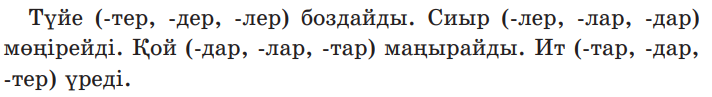 Түйе (-тер, -дер, -лер) боздайды. Сиыр (-лер, -лар, -дар)
мөңірейді. Қой (-дар, -лар, -тар) маңырайды. Ит (-тар, -дар,
-тер) үреді.